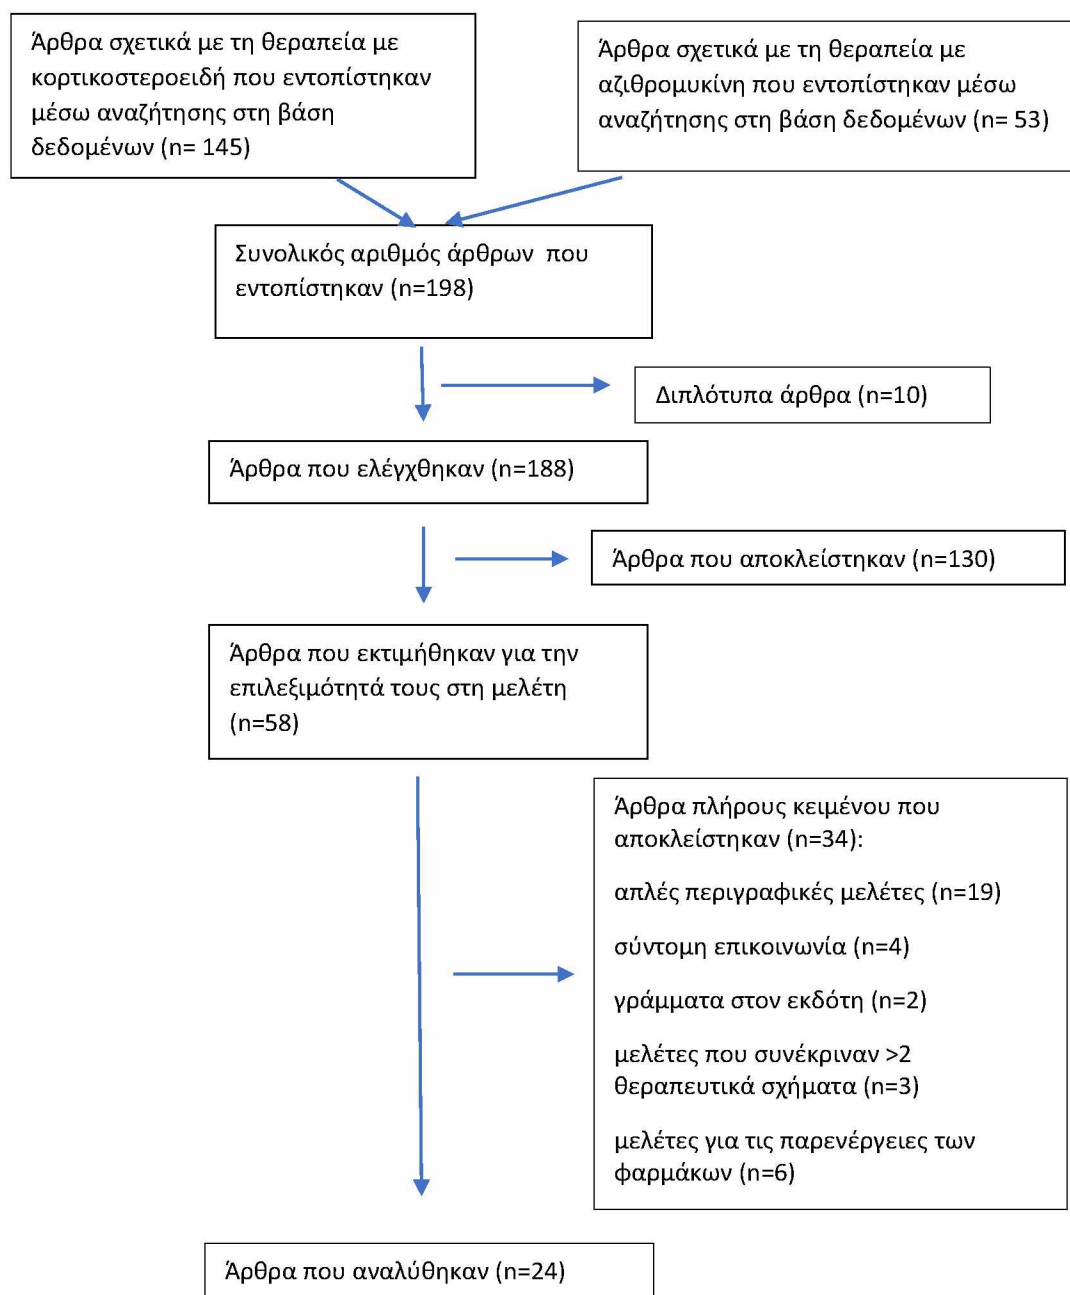 Άρθρα σχετικά με τη θεραπεία με
κορτικοστεροειδή που εντοπίστηκαν
μέσω αναζήτησης στη βάση
δεδομένων (n= 145)
Άρθρα σχετικά με τη θεραπεία με
αζιθρομυκίνη που εντοπίστηκαν μέσω
αναζήτησης στη βάση δεδομένων (n= 53)
Συνολικός αριθμός άρθρων που
εντοπίστηκαν (n=198)
Διπλότυπα άρθρα (n=10)
Άρθρα που ελέγχθηκαν (n=188)
Άρθρα που αποκλείστηκαν (n=130)
Άρθρα που εκτιμήθηκαν για την
επιλεξιμότητά τους στη μελέτη
(n=58)
Άρθρα πλήρους κειμένου που
αποκλείστηκαν (n=34):
απλές περιγραφικές μελέτες (n=19)
σύντομη επικοινωνία (n=4)
γράμματα στον εκδότη (n=2)
μελέτες που συνέκριναν >2
θεραπευτικά σχήματα (n=3)
μελέτες για τις παρενέργειες των
φαρμάκων (n=6)
Άρθρα που αναλύθηκαν (n=24)